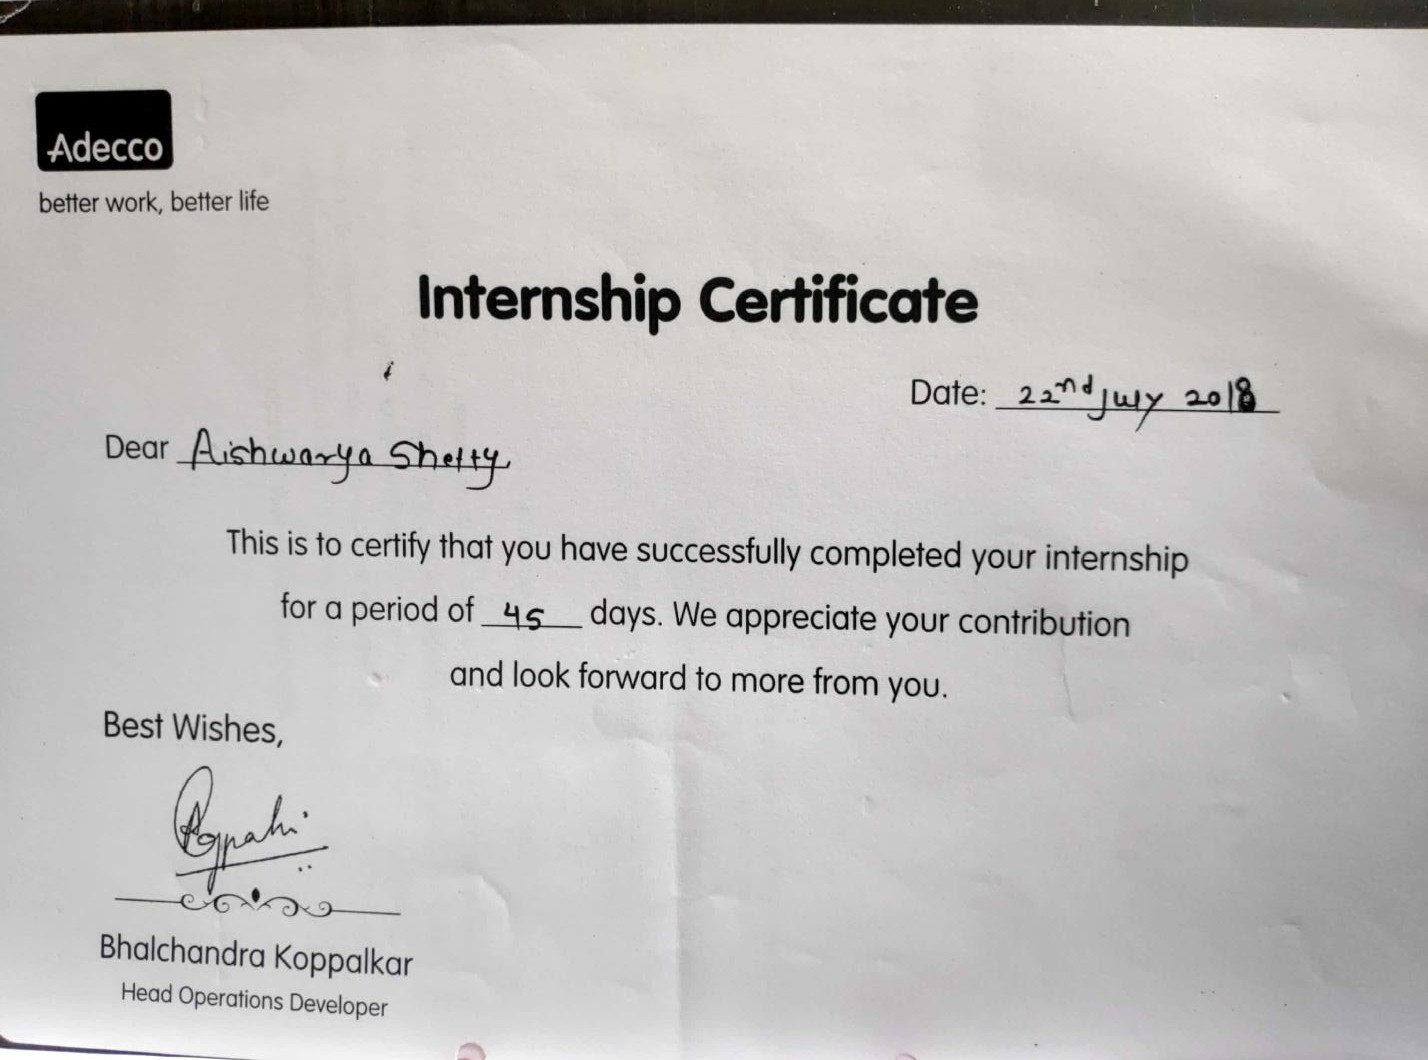 Adecco
better work, better life
Internship Certificate
Date: 22nd July 2018
Dear Aishwarya Shetty
This is to certify that you have successfully completed your internship
for a period of 45 days. We appreciate your contribution
and look forward to more from you.
Best Wishes,
Bhalchandra Koppalkar
Head Operations Developer